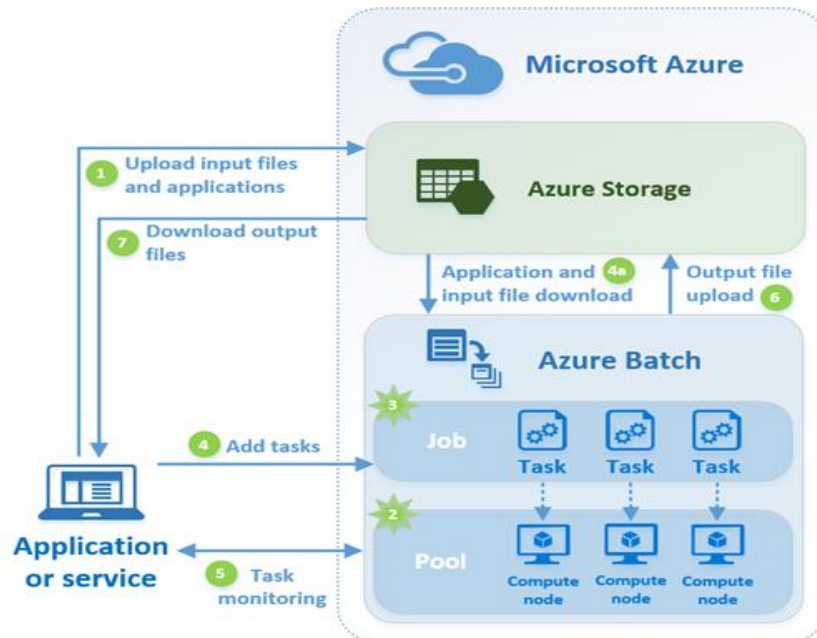 Microsoft Azure
1
Upload input files
and applications
Azure Storage
7
Download output
files
Application and 4a
input file download
Output file
upload 6
Azure Batch
3
Job
Task
Task
Task
4
Add tasks
2
Pool
Compute
node
Compute
node
Compute
node
Application
or service
5
Task
monitoring